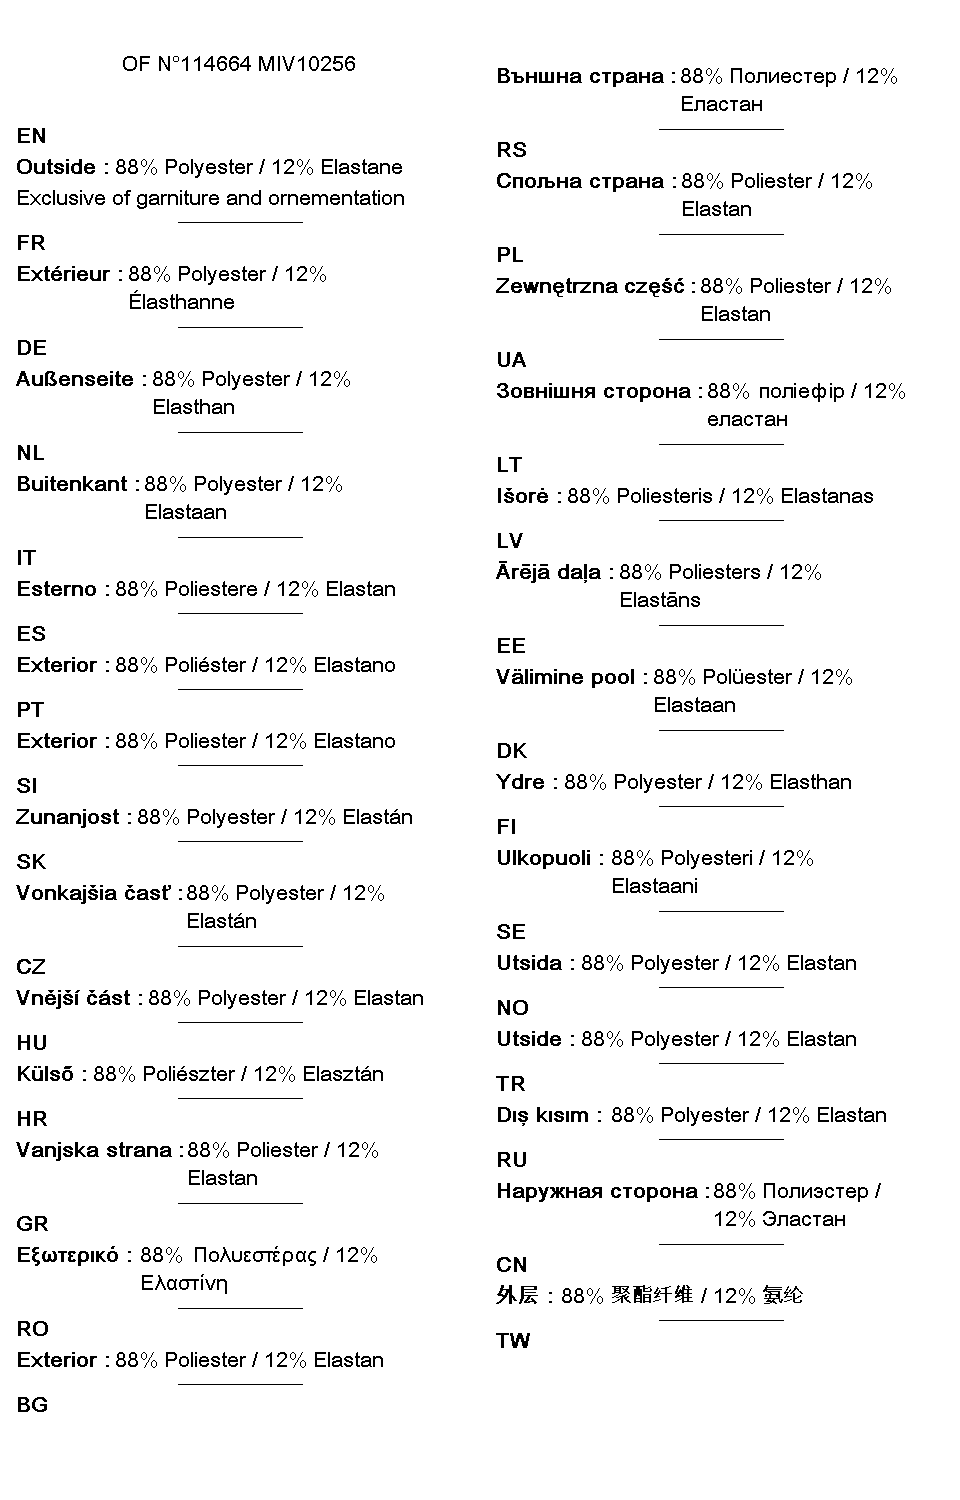 OF N°114664 MIV10256
EN
Outside : 88% Polyester / 12% Elastane
Exclusive of garniture and ornementation
FR
Extérieur : 88% Polyester / 12%
Élasthanne
DE
Außenseite : 88% Polyester / 12%
Elasthan
NL
Buitenkant : 88% Polyester / 12%
Elastaan
IT
Esterno : 88% Poliestere / 12% Elastan
ES
Exterior : 88% Poliéster / 12% Elastano
PT
Exterior : 88% Poliester / 12% Elastano
SI
Zunanjost : 88% Polyester / 12% Elastán
SK
Vonkajšia časť : 88% Polyester / 12%
Elastán
CZ
Vnější část : 88% Polyester / 12% Elastan
HU
Külső : 88% Poliészter / 12% Elasztán
HR
Vanjska strana : 88% Poliester / 12%
Elastan
GR
Εξωτερικό : 88% Πολυεστέρας / 12%
Ελαστίνη
RO
Exterior : 88% Poliester / 12% Elastan
BG
Външна страна : 88% Полиестер / 12%
Еластан
RS
Спољна страна : 88% Poliester / 12%
Elastan
PL
Zewnętrzna część : 88% Poliester / 12%
Elastan
UA
Зовнішня сторона : 88% поліефір / 12%
еластан
LT
Išorė : 88% Poliesteris / 12% Elastanas
LV
Ārējā daļa : 88% Poliesters / 12%
Elastāns
EE
Välimine pool : 88% Polüester / 12%
Elastaan
DK
Ydre : 88% Polyester / 12% Elasthan
FI
Ulkopuoli : 88% Polyesteri / 12%
Elastaani
SE
Utsida : 88% Polyester / 12% Elastan
NO
Utside : 88% Polyester / 12% Elastan
TR
Dış kısım : 88% Polyester / 12% Elastan
RU
Наружная сторона : 88% Полиэстер /
12% Эластан
CN
外层 : 88% 聚酯纤维 / 12% 氨纶
TW